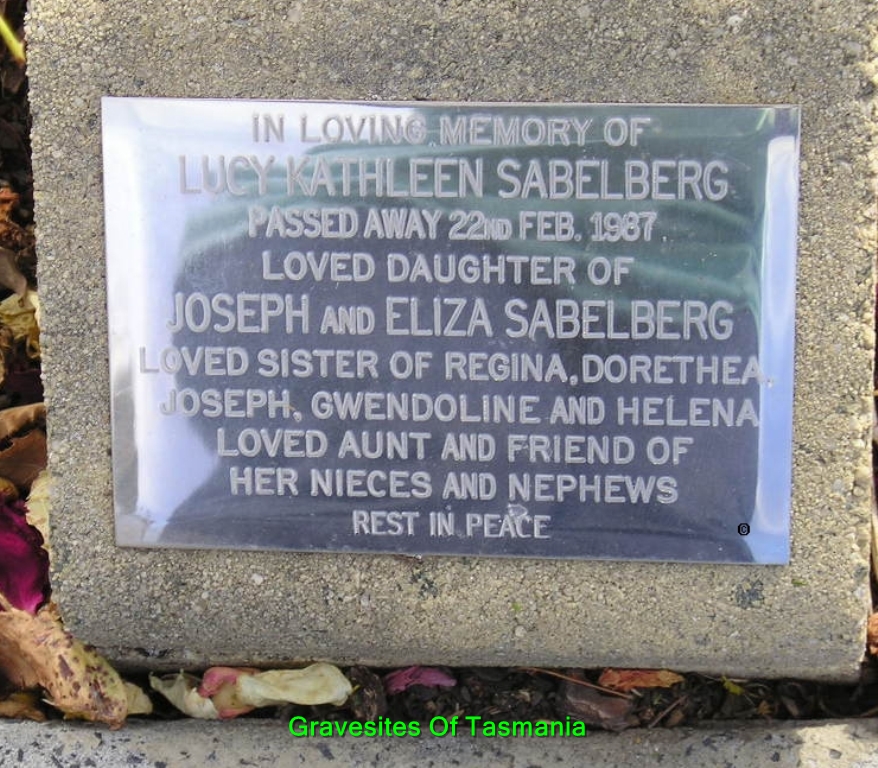 IN LOVING MEMORY OF
LUCY KATHLEEN SABELBERG
PASSED AWAY 22ND FEB. 1987
LOVED DAUGHTER OF
JOSEPH AND ELIZA SABELBERG
LOVED SISTER OF REGINA, DORETHEA,
JOSEPH, GWENDOLINE AND HELENA
LOVED AUNT AND FRIEND OF
HER NIECES AND NEPHEWS
REST IN PEACE
©
Gravesites Of Tasmania